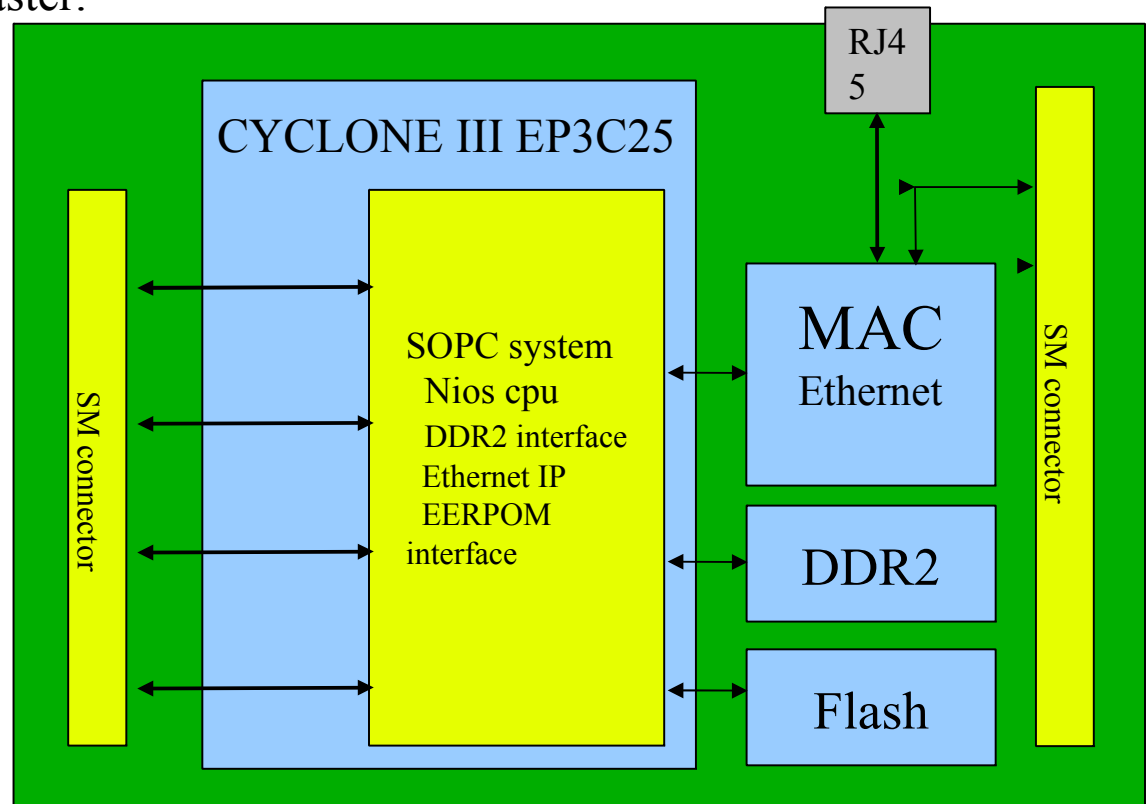 RJ4
5
CYCLONE III EP3C25
SM connector
SOPC system
Nios cpu
DDR2 interface
Ethernet IP
EERPOM
interface
MAC
Ethernet
DDR2
Flash
SM connector